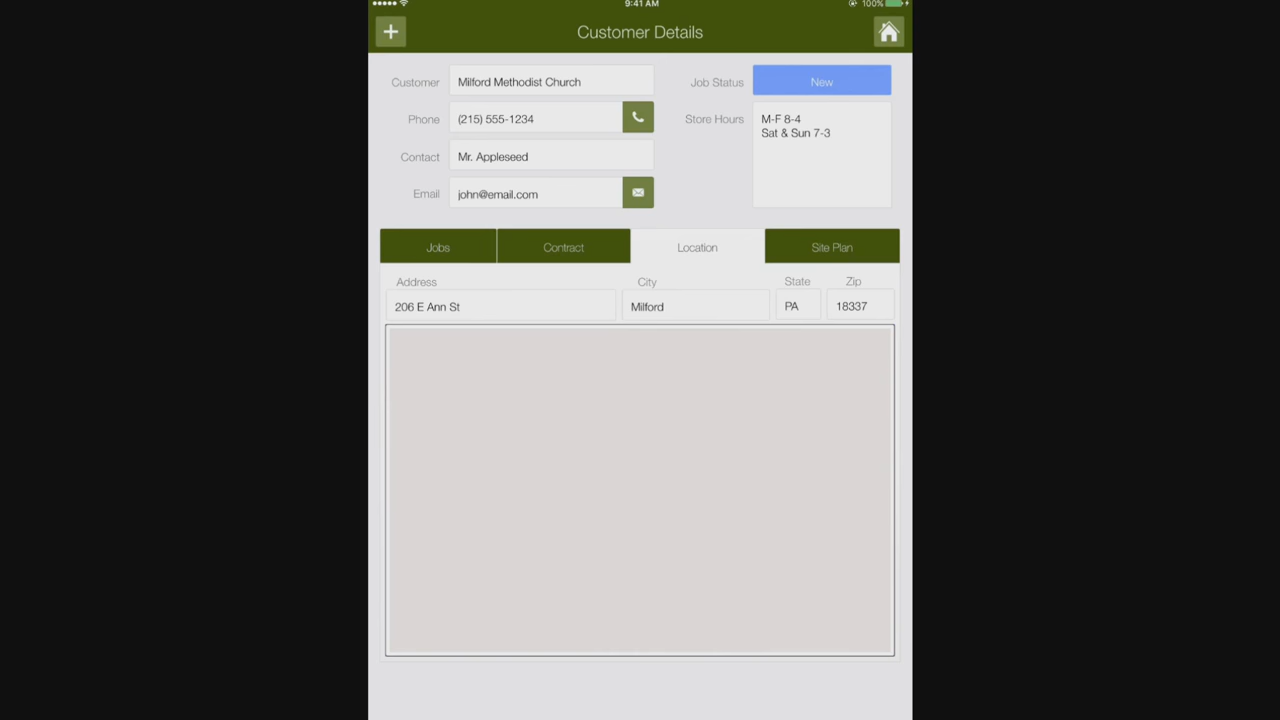 9:41 AM
100%
Customer Details
Customer
Milford Methodist Church
Job Status
New
Phone
(215) 555-1234
Store Hours
M-F 8-4
Sat & Sun 7-3
Contact
Mr. Appleseed
Email
john@email.com
Jobs
Contract
Location
Site Plan
Address
City
State
Zip
206 E Ann St
Milford
PA
18337